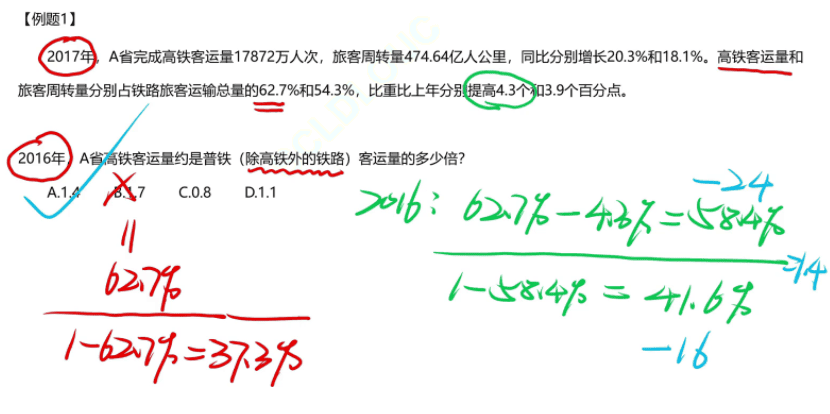 【例题1】
2017年，A省完成高铁客运量17872万人次，旅客周转量474.64亿人公里，同比分别增长20.3%和18.1%。高铁客运量和
旅客周转量分别占铁路旅客运输总量的62.7%和54.3%，比重比上年分别提高4.3个和3.9个百分点。
2016年，A省高铁客运量约是普铁（除高铁外的铁路）客运量的多少倍？
A.1.4 B.1.7 C.0.8 D.1.1
=
62.7%
1-62.7%=37.3%
-24
2016: 62.7%-4.3%=58.4%
=1.4
1-58.4%=41.6%
-16